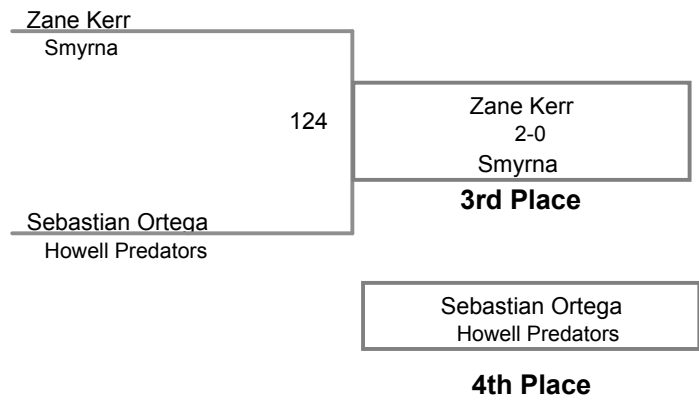 Zane Kerr
Smyrna
124
Zane Kerr
2-0
Smyrna
3rd Place
Sebastian Ortega
Howell Predators
Sebastian Ortega
Howell Predators
4th Place